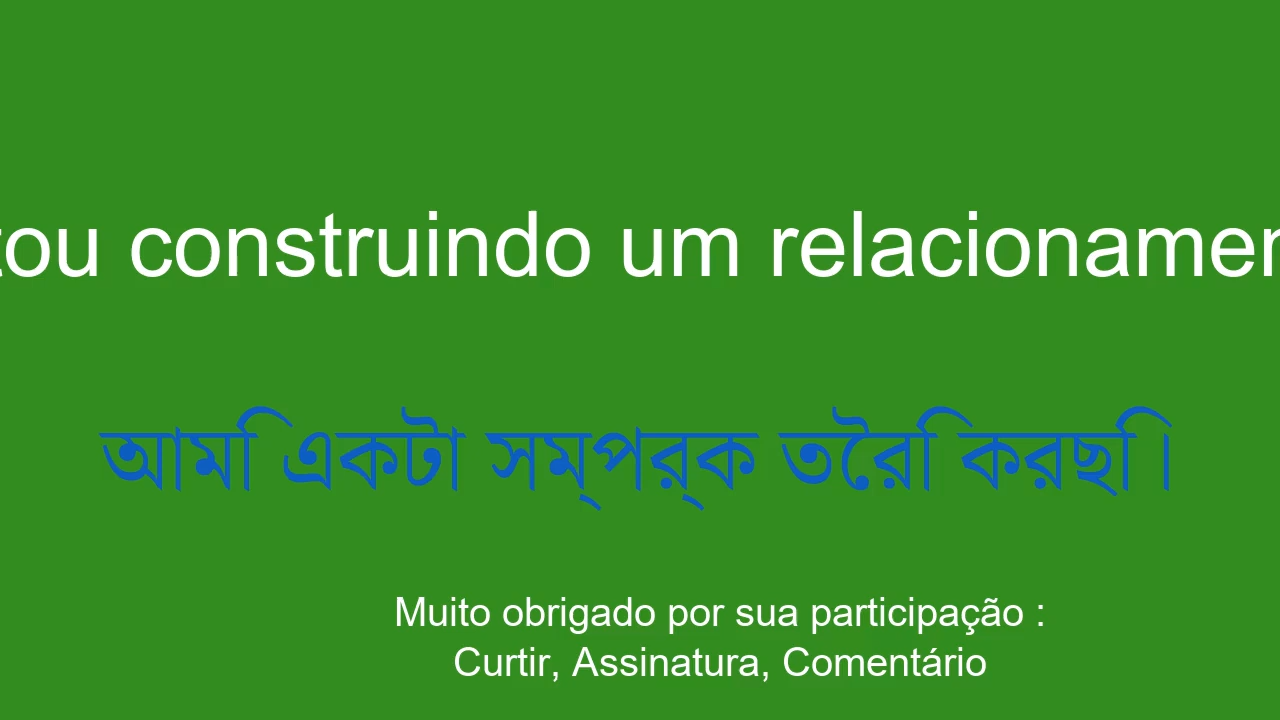 tou construindo um relacionamen
আমি একটা সম্পর্ক তৈরি করছি।
Muito obrigado por sua participação :
Curtir, Assinatura, Comentário